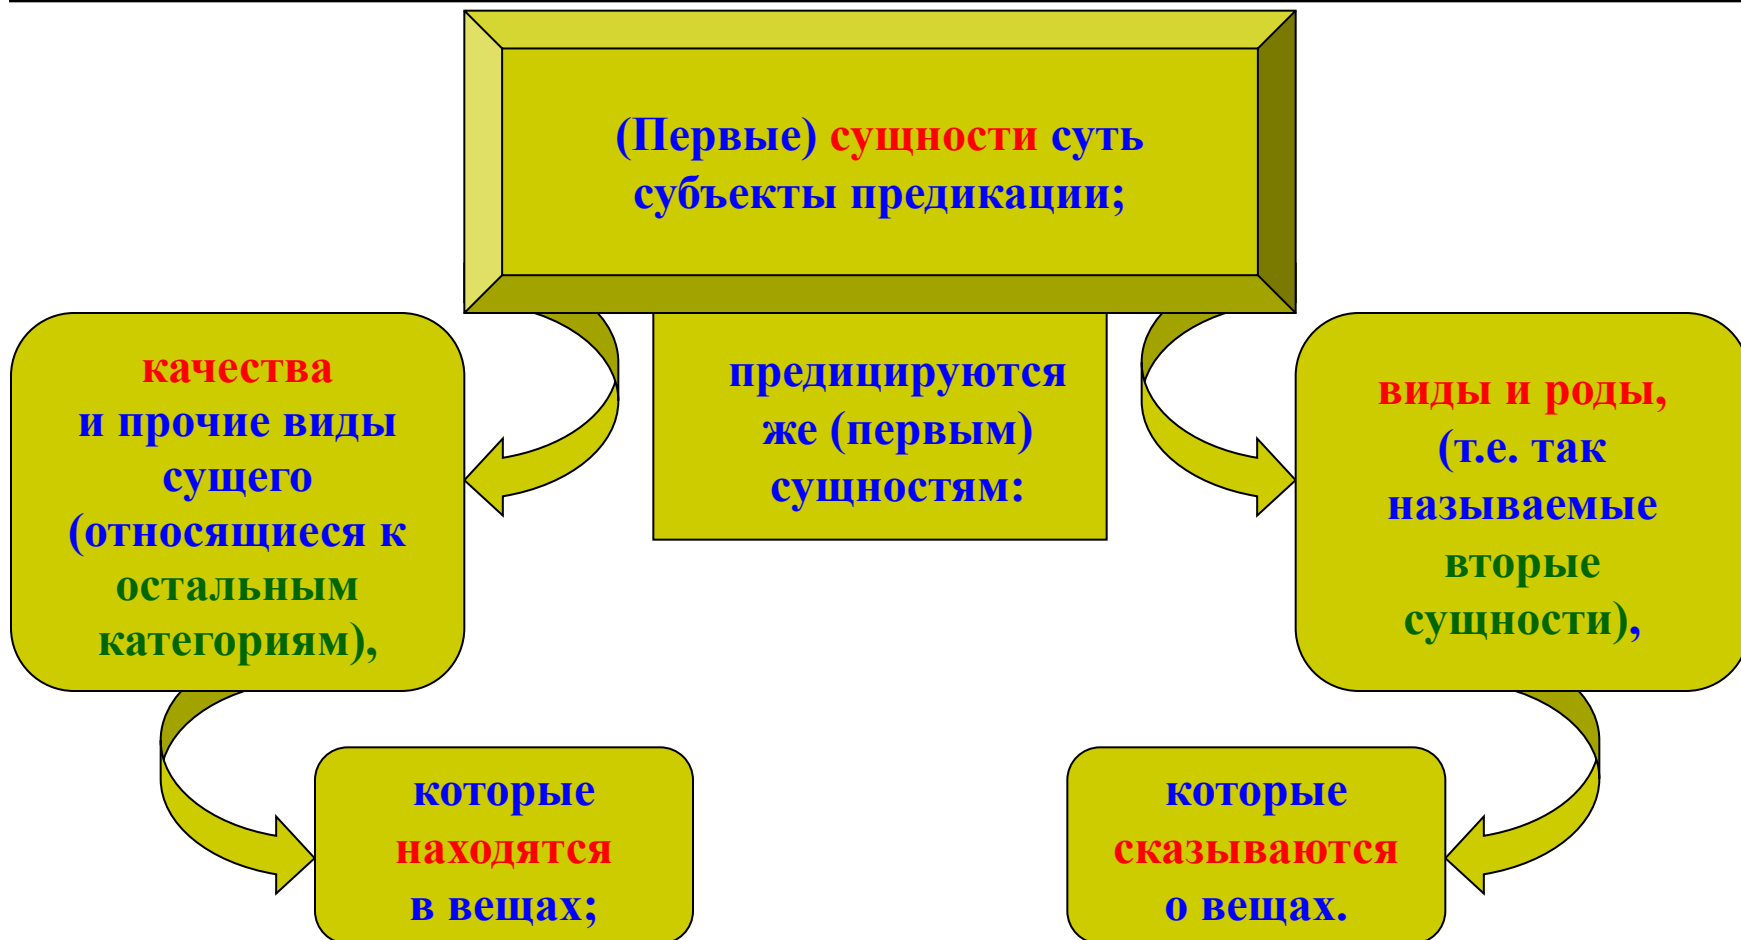 (Первые) сущности суть
субъекты предикации;
предицируются
же (первым)
сущностям:
качества
и прочие виды
сущего
(относящиеся к
остальным
категориям),
которые
находятся
в вещах;
виды и роды,
(т.е. так
называемые
вторые
сущности),
которые
сказываются
о вещах.